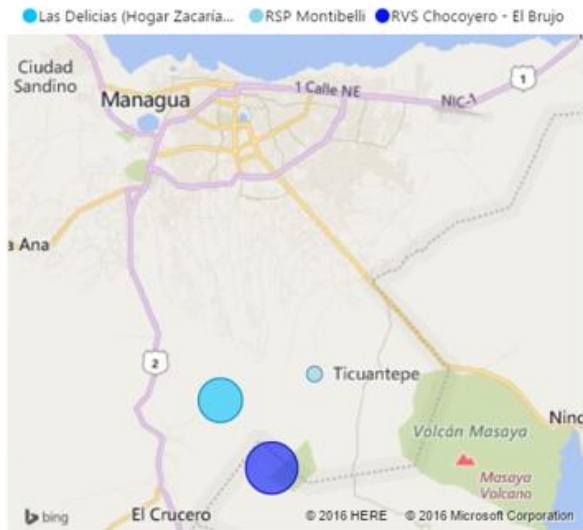 Las Delicias (Hogar Zacaría... RSP Montibelli RVS Chocoyero - El Brujo
Ciudad
Sandino
Managua
1 Calle NE
NIC-1
1
a Ana
2
Ticuantepe
Volcán Masaya
Nind
Masaya
Volcano
El Crucero
bing
© 2016 HERE © 2016 Microsoft Corporation